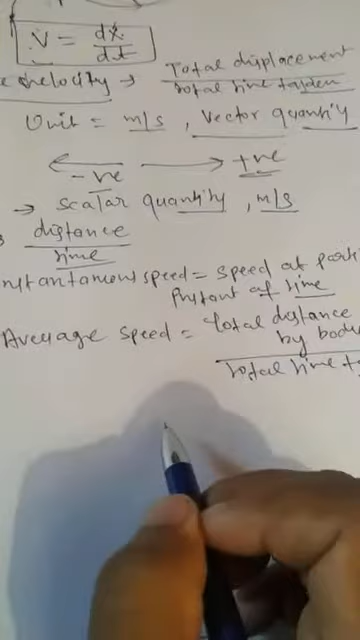 V = dx/dt
velocity → Total displacement
Total time taken
Unit = m/s , vector quantity
-ve +ve
→ scalar quantity , m/s
distance
time
instantaneous speed = speed at
instant of time
Average speed = Total distance
by body
Total time